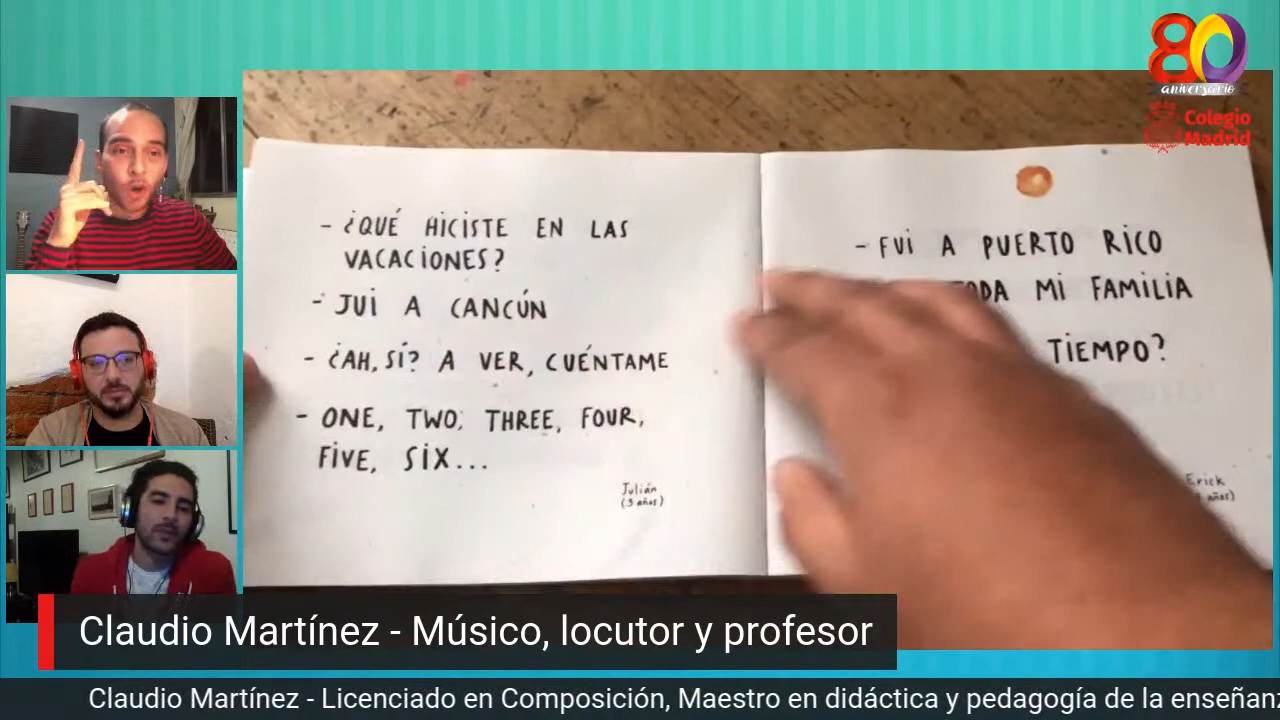 80
aniversario
Colegio
Madrid
- ¿QUÉ HICISTE EN LAS
VACACIONES?
- JUI A CANCÚN
- ¿AH, SÍ? A VER, CUÉNTAME
- ONE, TWO, THREE, FOUR,
FIVE, SIX...
Julián
(3 años)
- FUI A PUERTO RICO
TODA MI FAMILIA
TIEMPO?
Erick
años)
Claudio Martínez - Músico, locutor y profesor
Claudio Martínez - Licenciado en Composición, Maestro en didáctica y pedagogía de la enseñan